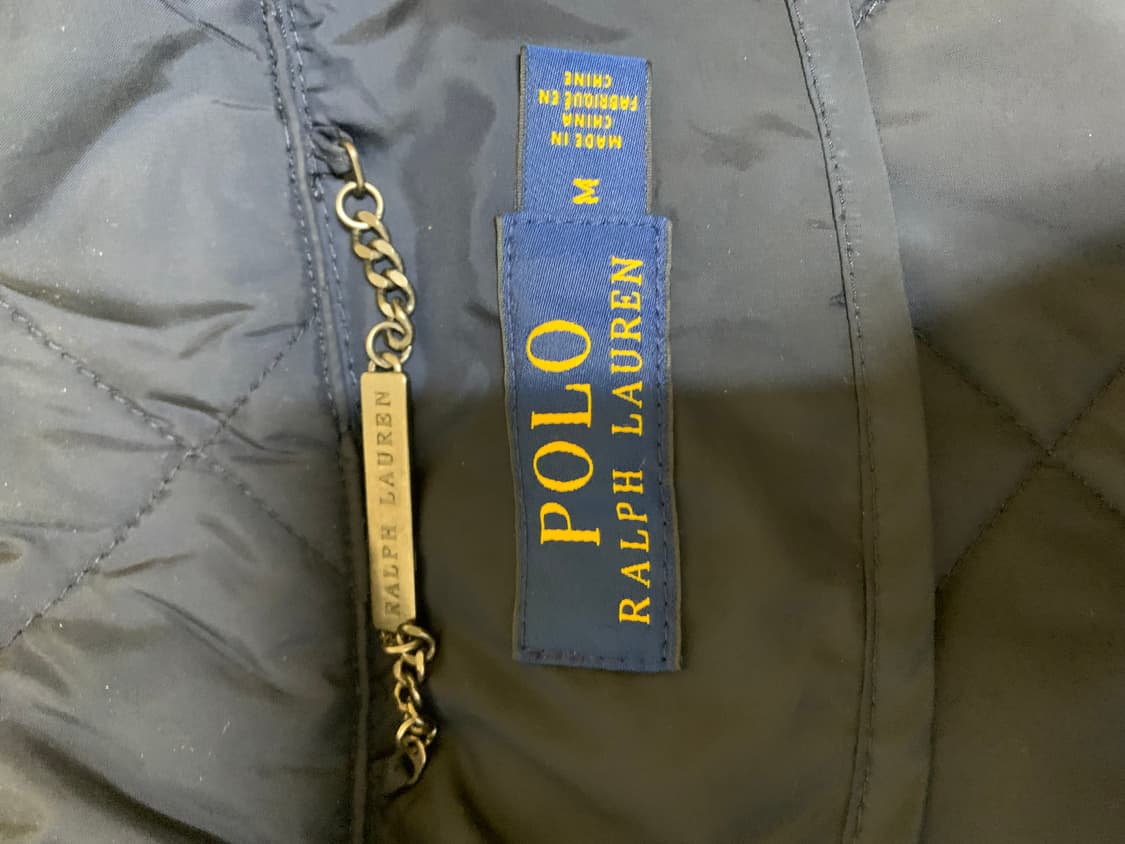 RALPH LAUREN
POLO
RALPH LAUREN
M
MADE IN
CHINA
FABRIQUÉ EN
CHINE